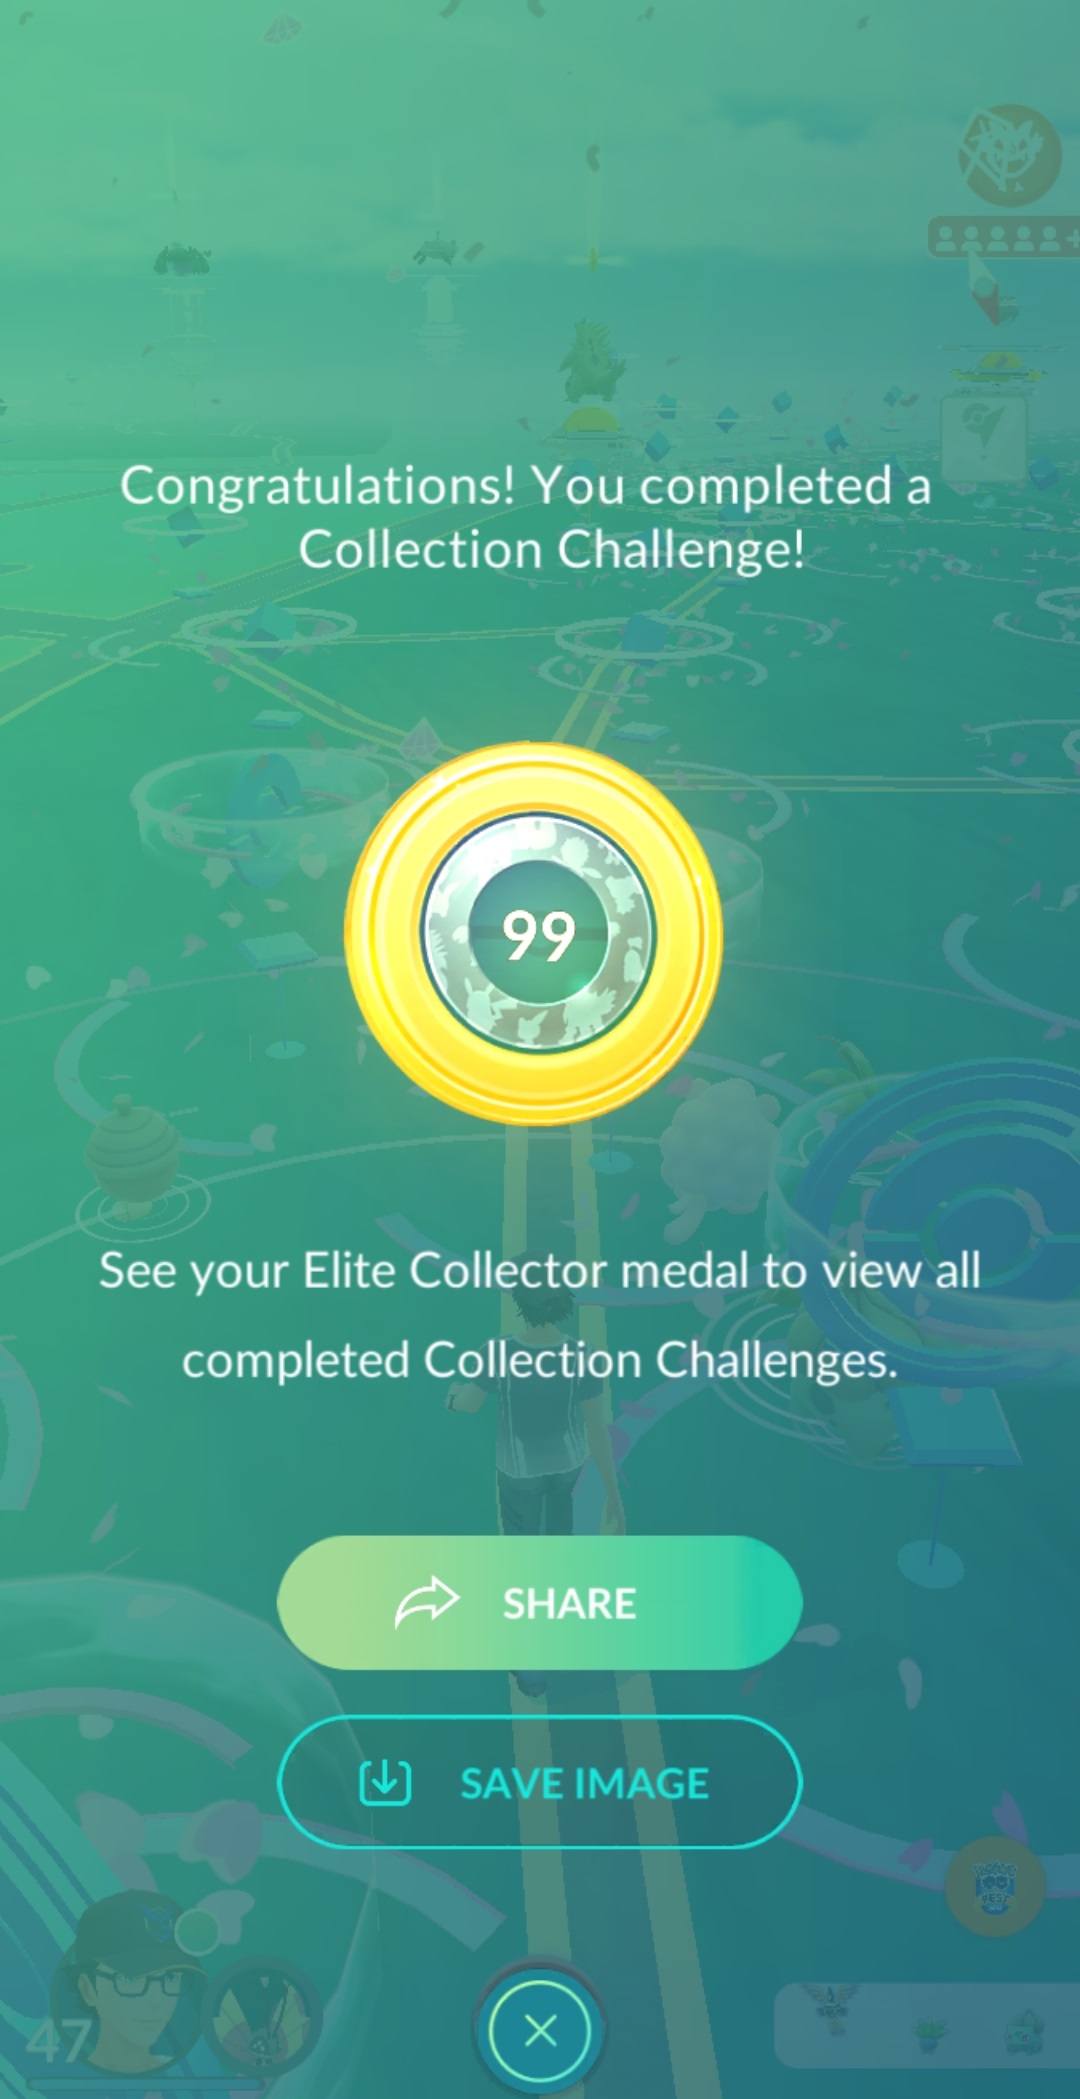 Congratulations! You completed a
Collection Challenge!
99
See your Elite Collector medal to view all
completed Collection Challenges.
SHARE
SAVE IMAGE
47